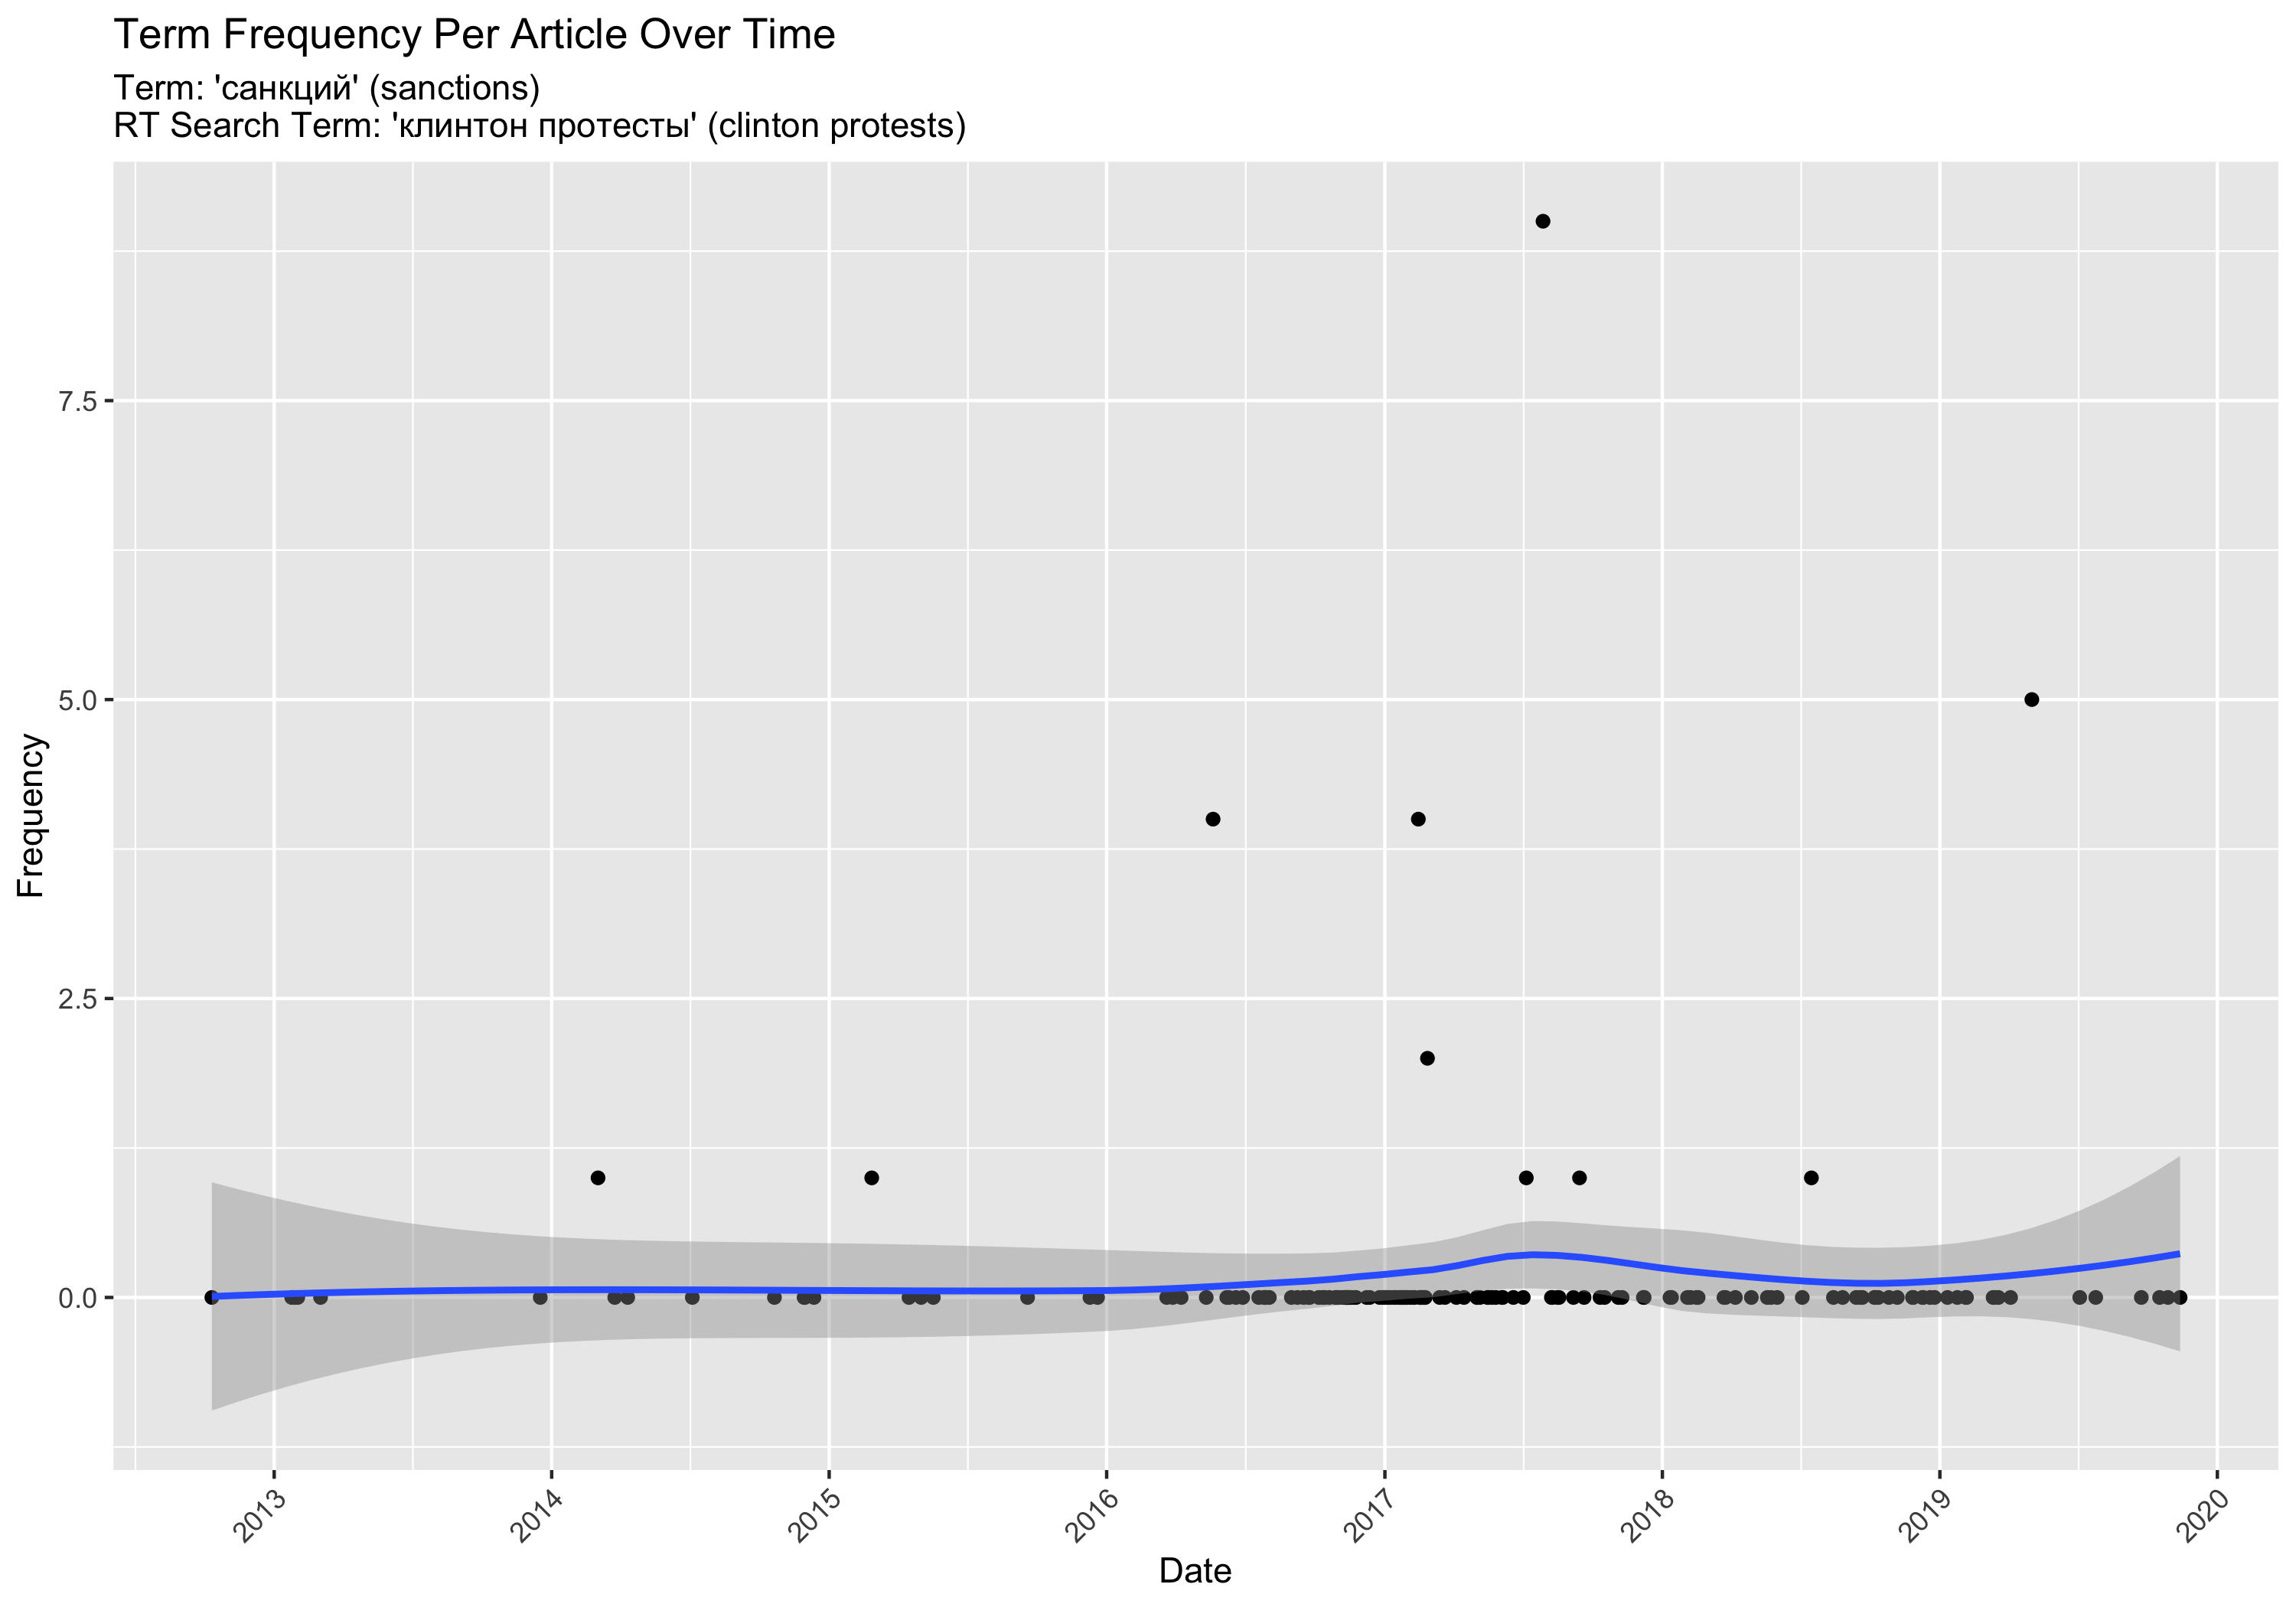 Term Frequency Per Article Over Time
Term: 'санкций' (sanctions)
RT Search Term: 'клинтон протесты' (clinton protests)
Frequency
7.5
5.0
2.5
0.0
2013
2014
2015
2016
2017
2018
2019
2020
Date